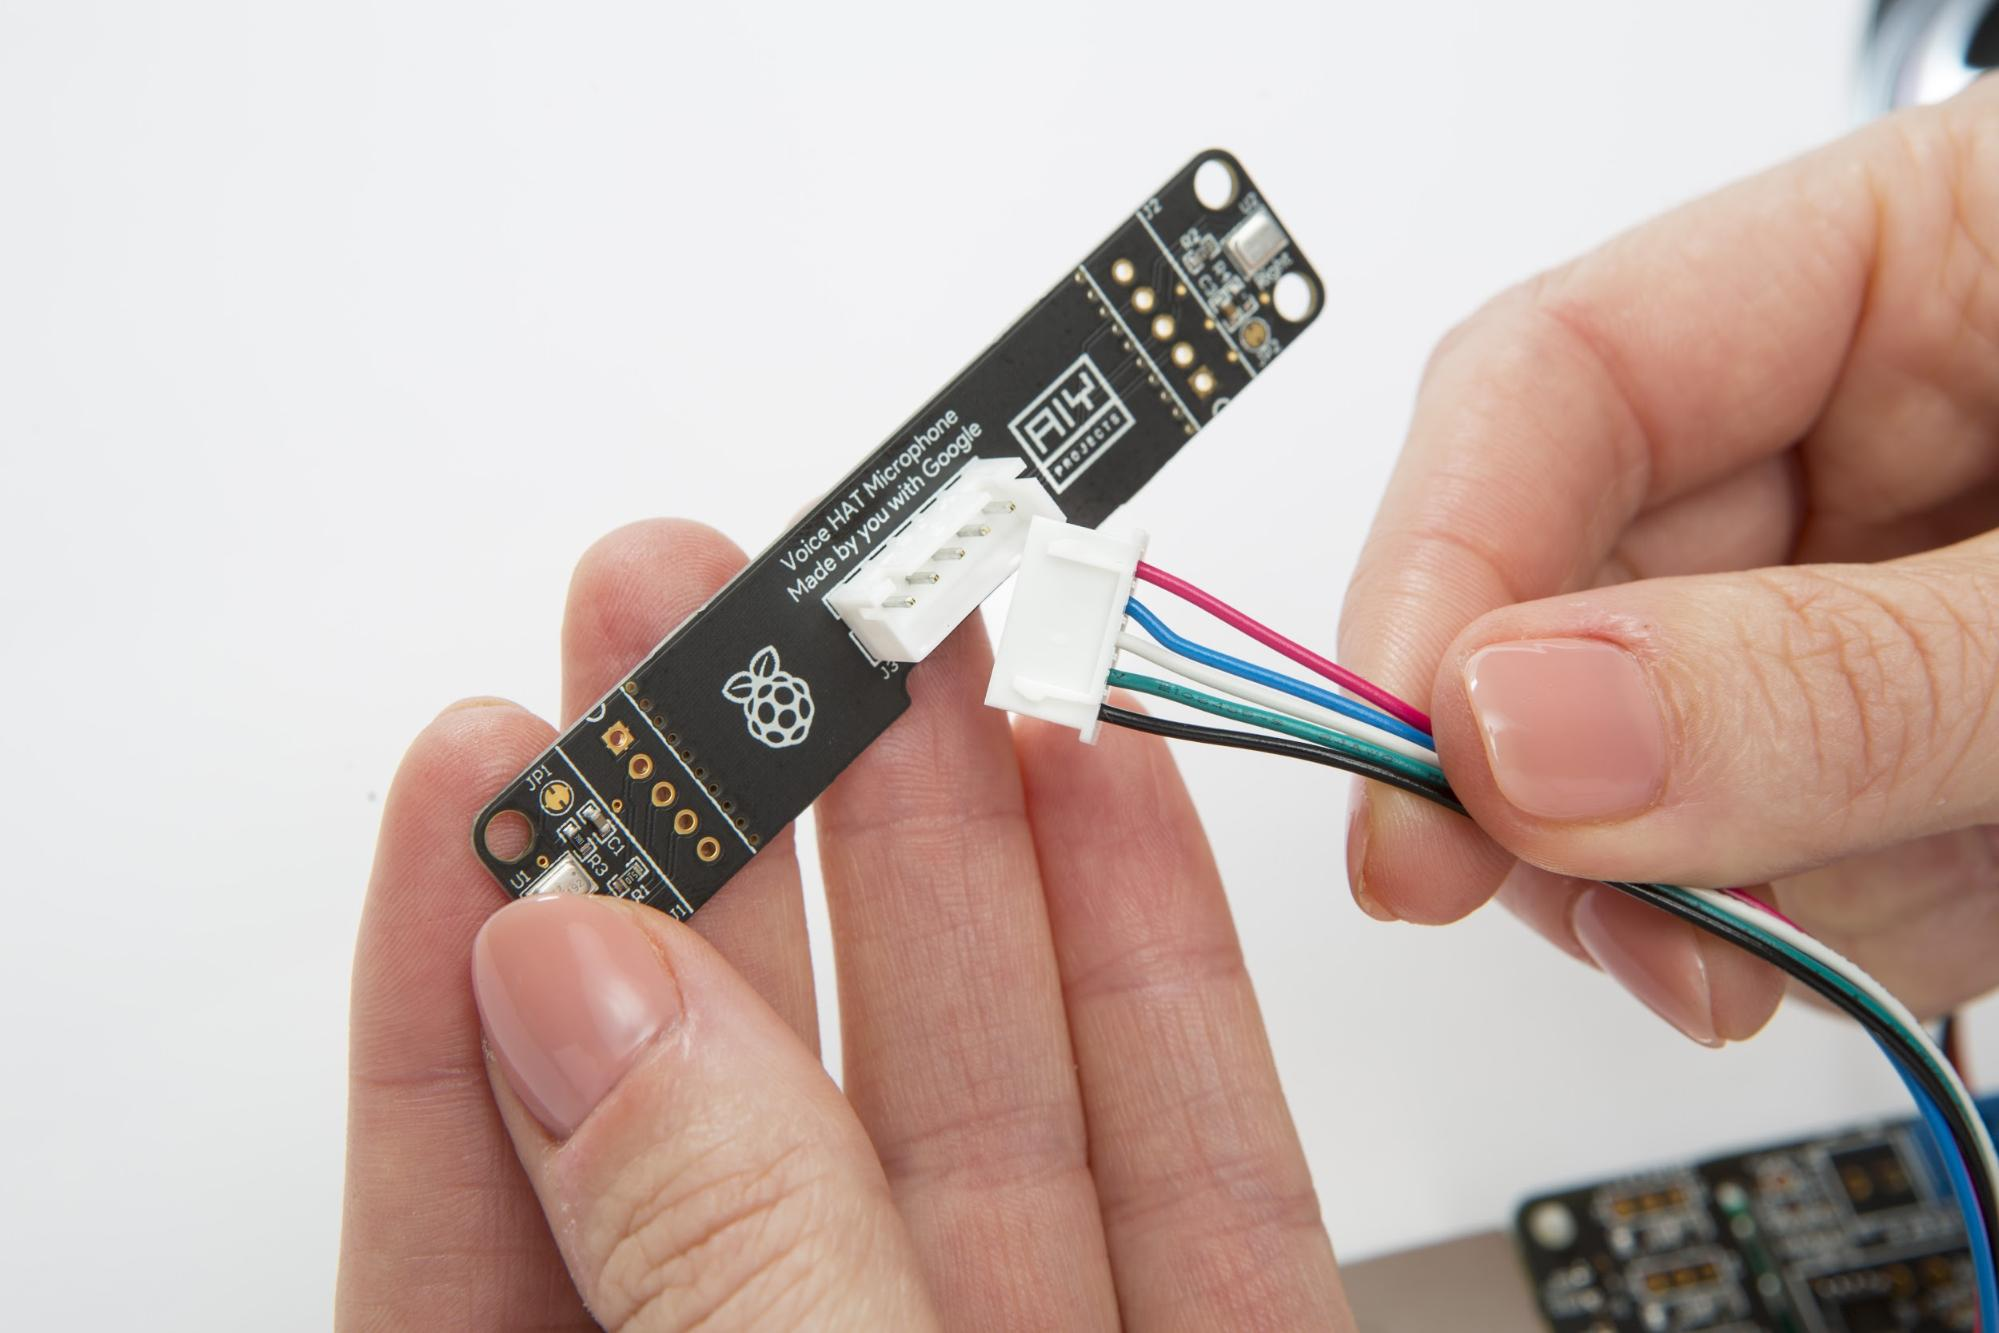 J2
U2
Right
AIY
PROJECTS
Voice HAT Microphone
Made by you with Google
J3
JP1
C1
R3
U1
R1
J1